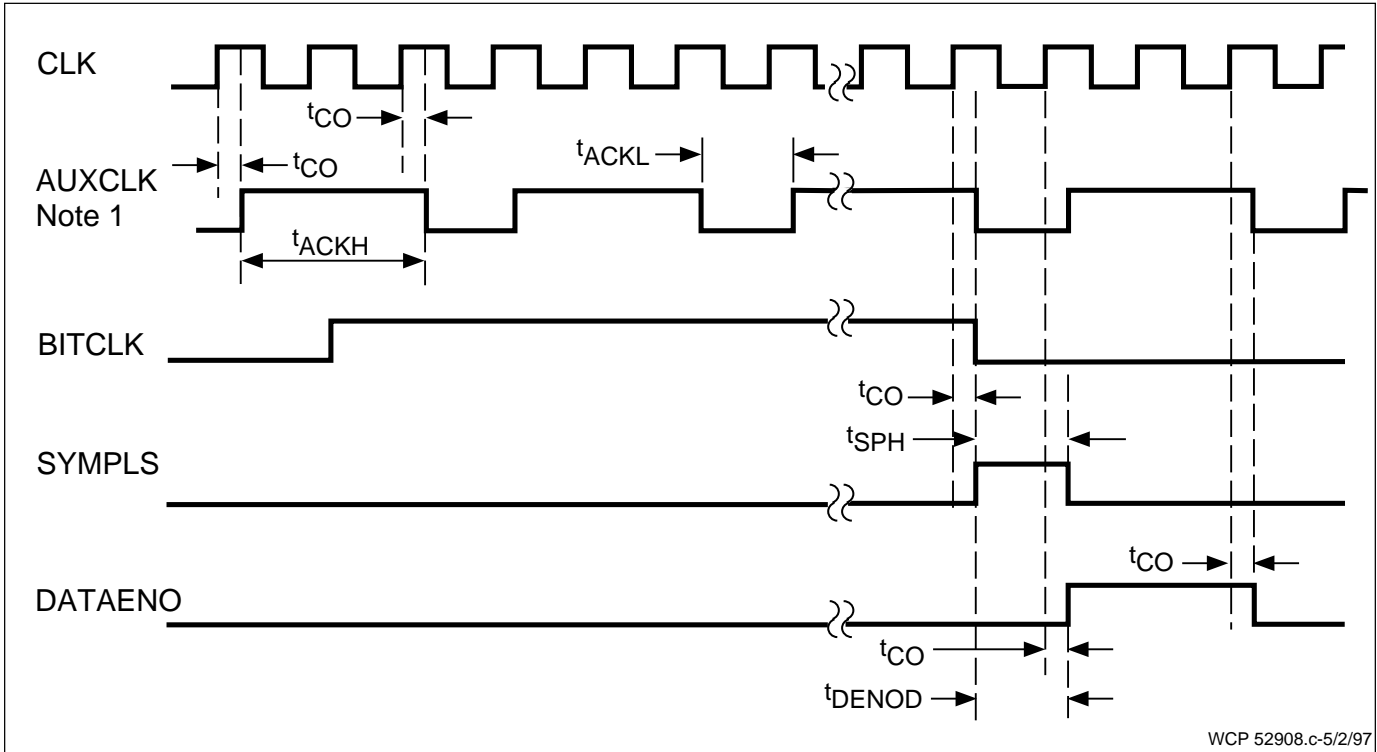 CLK
tCO
tCO
tACKL
AUXCLK
Note 1
tACKH
BITCLK
tCO
tSPH
SYMPLS
tCO
DATAENO
tCO
tDENOD
WCP 52908.c-5/2/97